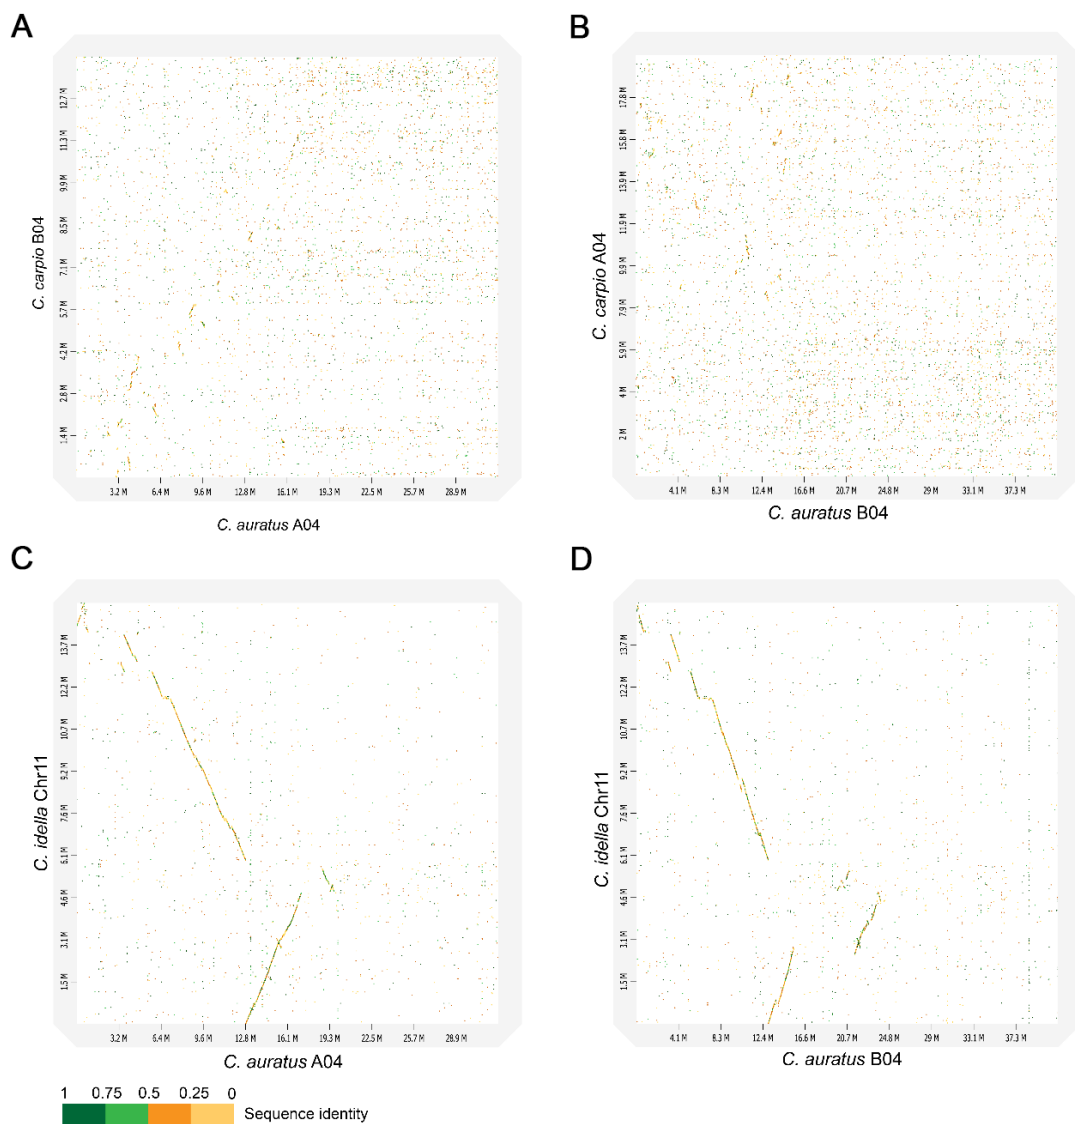 A
B
12.7 M
11.3 M
9.9 M
8.5 M
7.1 M
5.7 M
4.2 M
2.8 M
1.4 M
C. carpio B04
3.2 M 6.4 M 9.6 M 12.8 M 16.1 M 19.3 M 22.5 M 25.7 M 28.9 M
C. auratus A04
17.8 M
15.8 M
13.9 M
11.9 M
9.9 M
7.9 M
5.9 M
4 M
2 M
C. carpio A04
4.1 M 8.3 M 12.4 M 16.6 M 20.7 M 24.8 M 29 M 33.1 M 37.3 M
C. auratus B04
C
D
13.7 M
12.2 M
10.7 M
9.2 M
7.6 M
6.1 M
4.6 M
3.1 M
1.5 M
C. idella Chr11
3.2 M 6.4 M 9.6 M 12.8 M 16.1 M 19.3 M 22.5 M 25.7 M 28.9 M
C. auratus A04
13.7 M
12.2 M
10.7 M
9.2 M
7.6 M
6.1 M
4.6 M
3.1 M
1.5 M
C. idella Chr11
4.1 M 8.3 M 12.4 M 16.6 M 20.7 M 24.8 M 29 M 33.1 M 37.3 M
C. auratus B04
1 0.75 0.5 0.25 0
Sequence identity